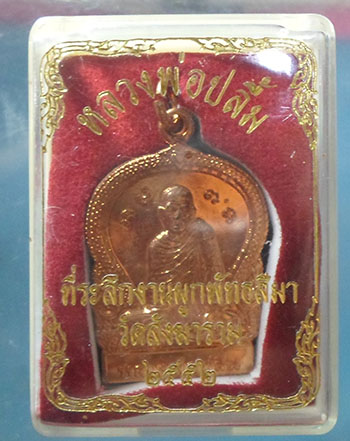 หลวงพ่อปลื้ม
ที่ระลึกงานผูกพัทธสีมา
วัดสังฆาราม
๒๕๕๒